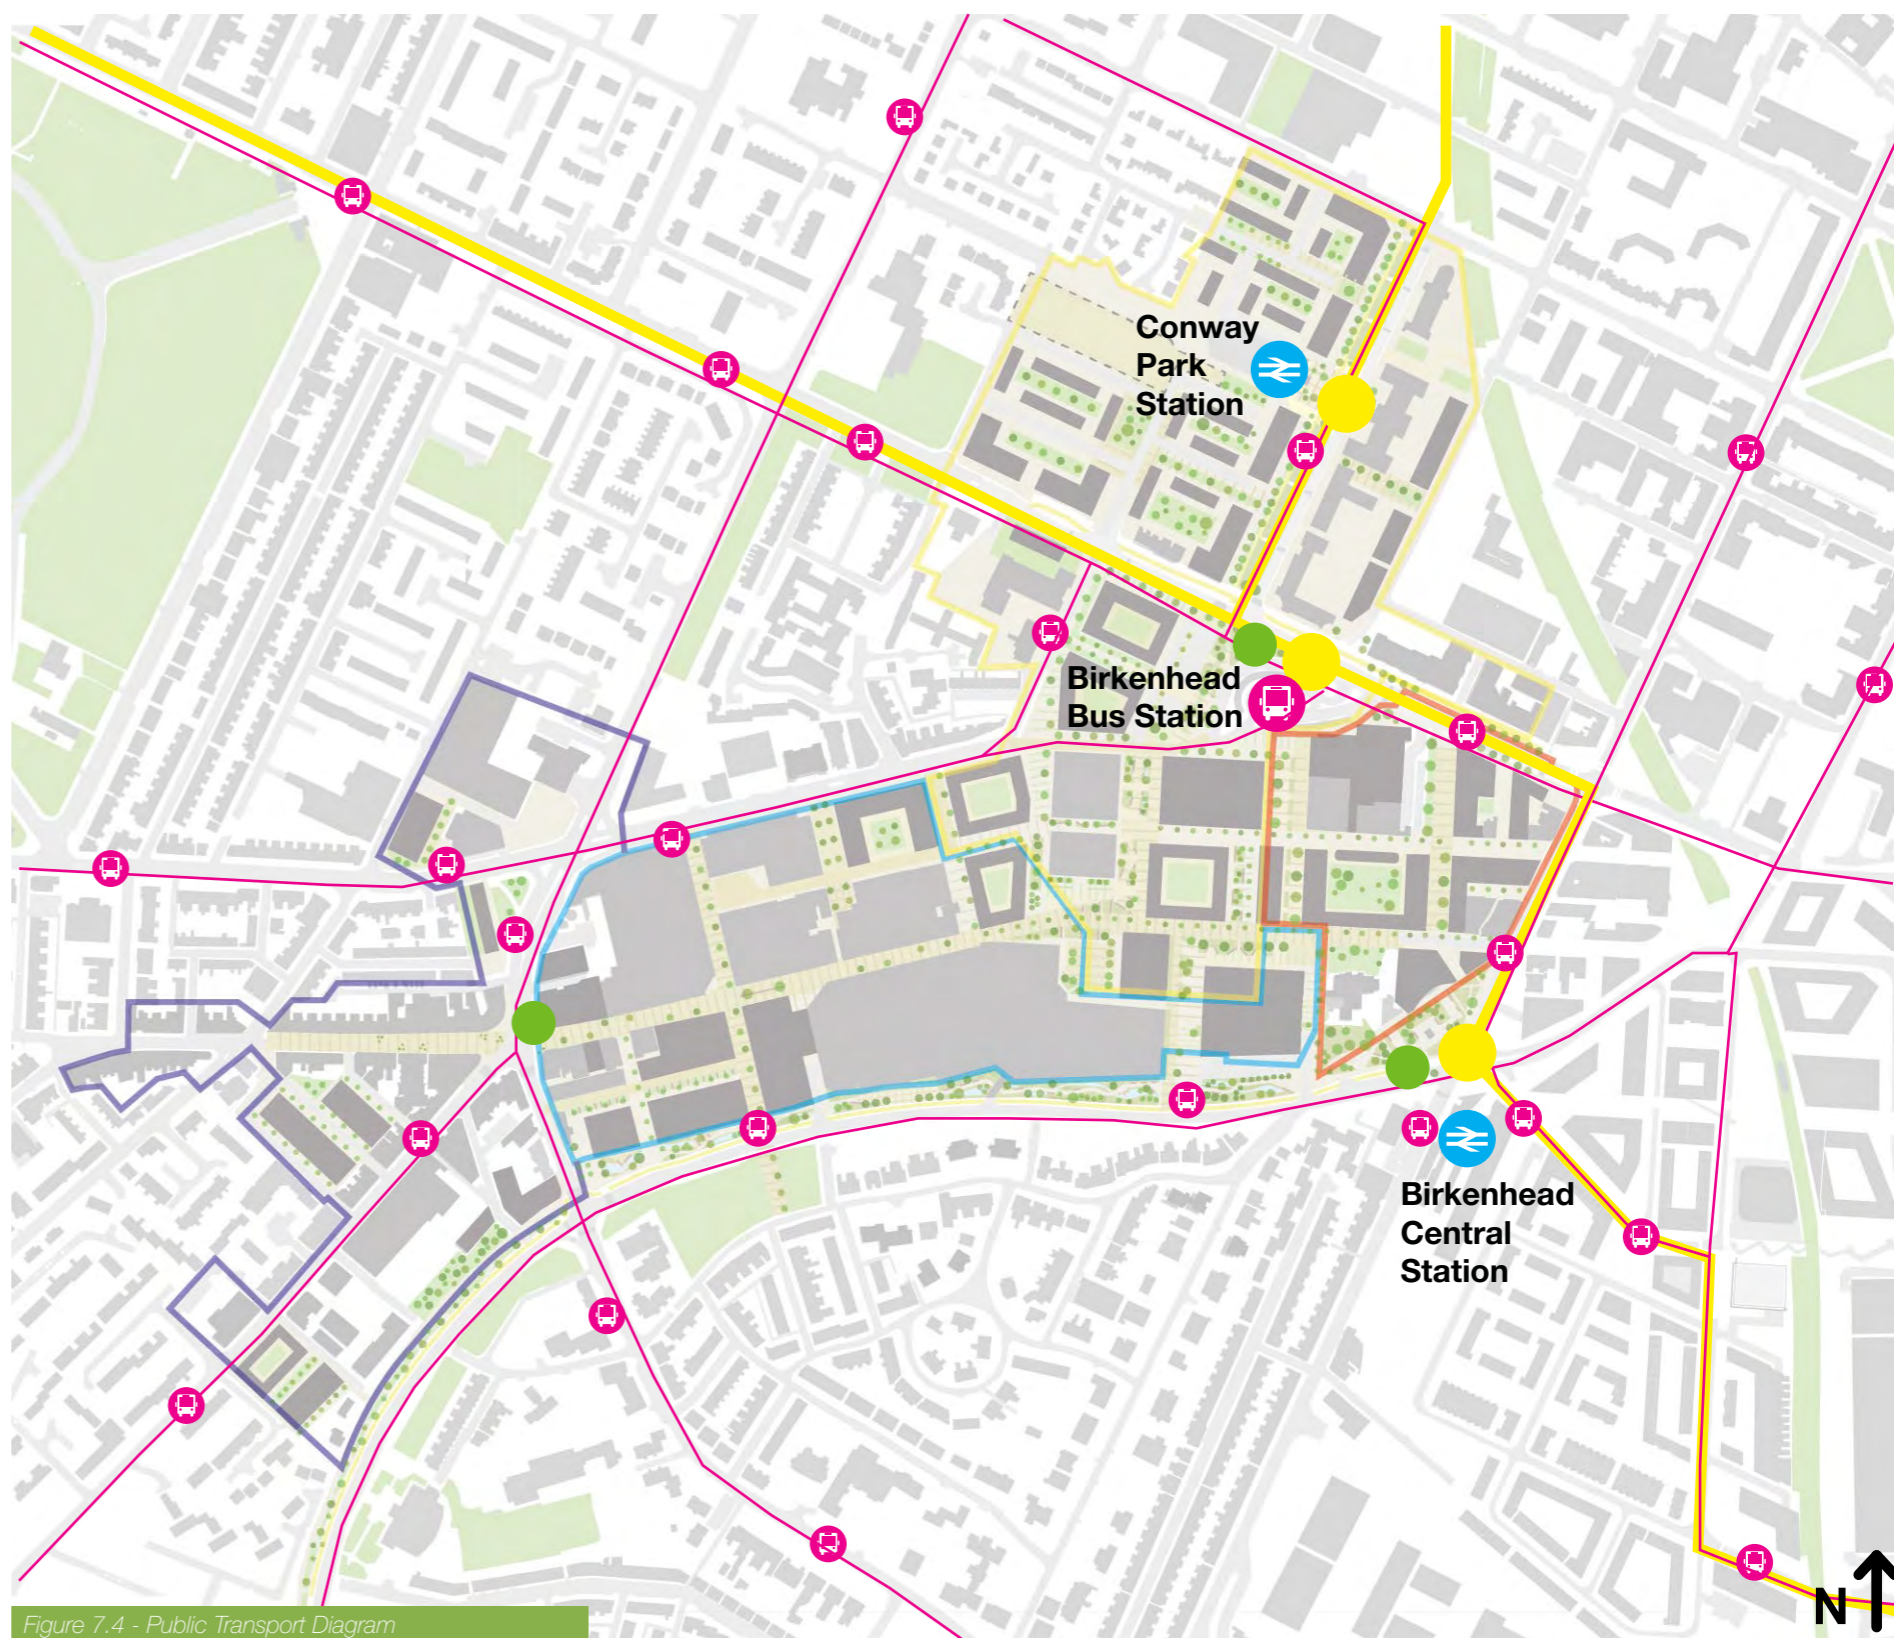 Conway
Park
Station
Birkenhead
Bus Station
Birkenhead
Central
Station
N
Figure 7.4 - Public Transport Diagram